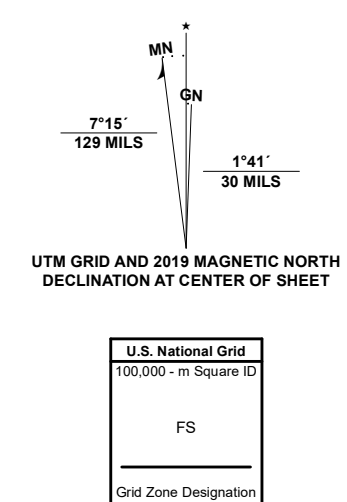 MN
GN
7°15´
129 MILS
1°41´
30 MILS
UTM GRID AND 2019 MAGNETIC NORTH
DECLINATION AT CENTER OF SHEET
U.S. National Grid
100,000 - m Square ID
FS
Grid Zone Designation